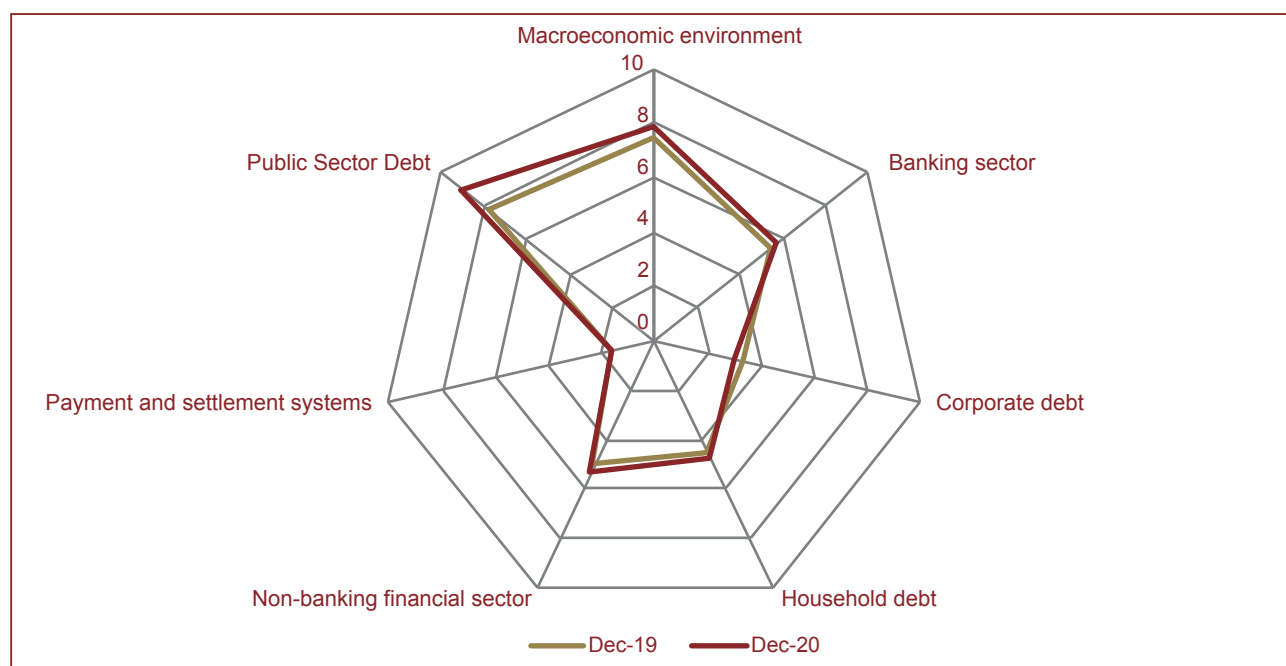 Macroeconomic environment
10
8
6
4
2
0
Public Sector Debt
Banking sector
Payment and settlement systems
Corporate debt
Non-banking financial sector
Household debt
Dec-19
Dec-20